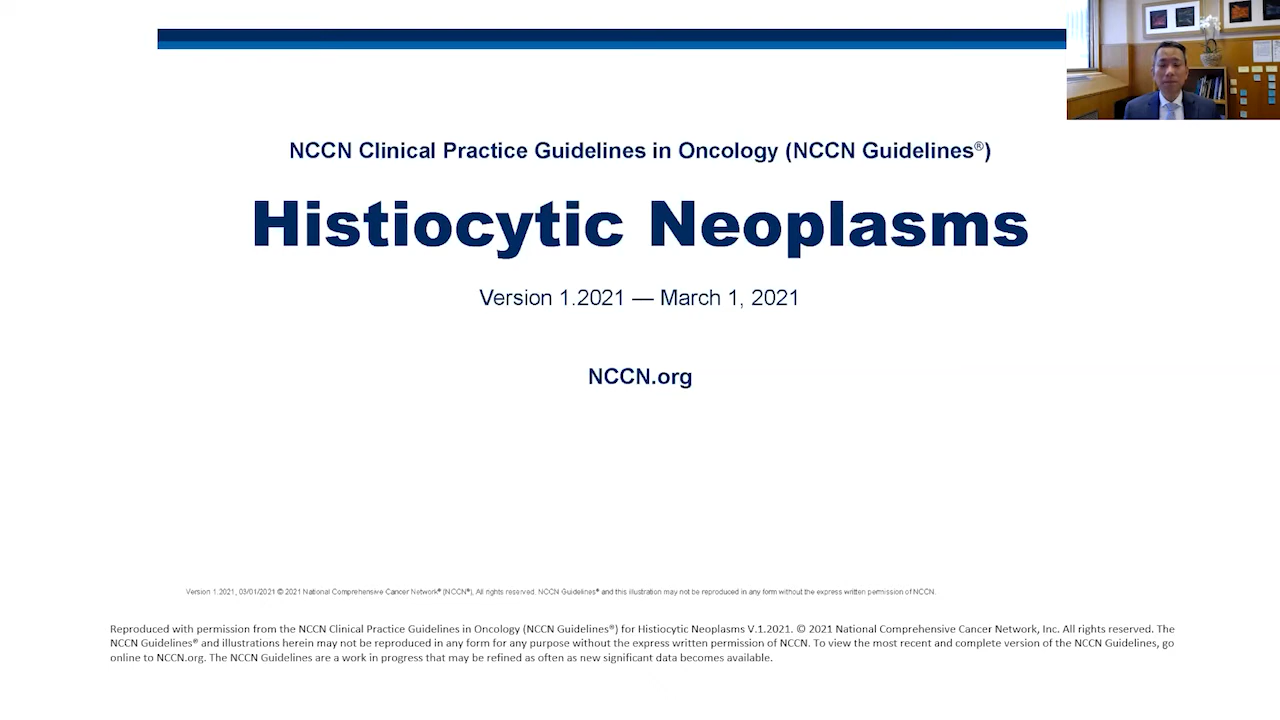 NCCN Clinical Practice Guidelines in Oncology (NCCN Guidelines®)
Histiocytic Neoplasms
Version 1.2021 — March 1, 2021
NCCN.org
Version 1.2021, 03/01/2021 © 2021 National Comprehensive Cancer Network® (NCCN®), All rights reserved. NCCN Guidelines® and this illustration may not be reproduced in any form without the express written permission of NCCN.
Reproduced with permission from the NCCN Clinical Practice Guidelines in Oncology (NCCN Guidelines®) for Histiocytic Neoplasms V.1.2021. © 2021 National Comprehensive Cancer Network, Inc. All rights reserved. The
NCCN Guidelines® and illustrations herein may not be reproduced in any form for any purpose without the express written permission of NCCN. To view the most recent and complete version of the NCCN Guidelines, go
online to NCCN.org. The NCCN Guidelines are a work in progress that may be refined as often as new significant data becomes available.